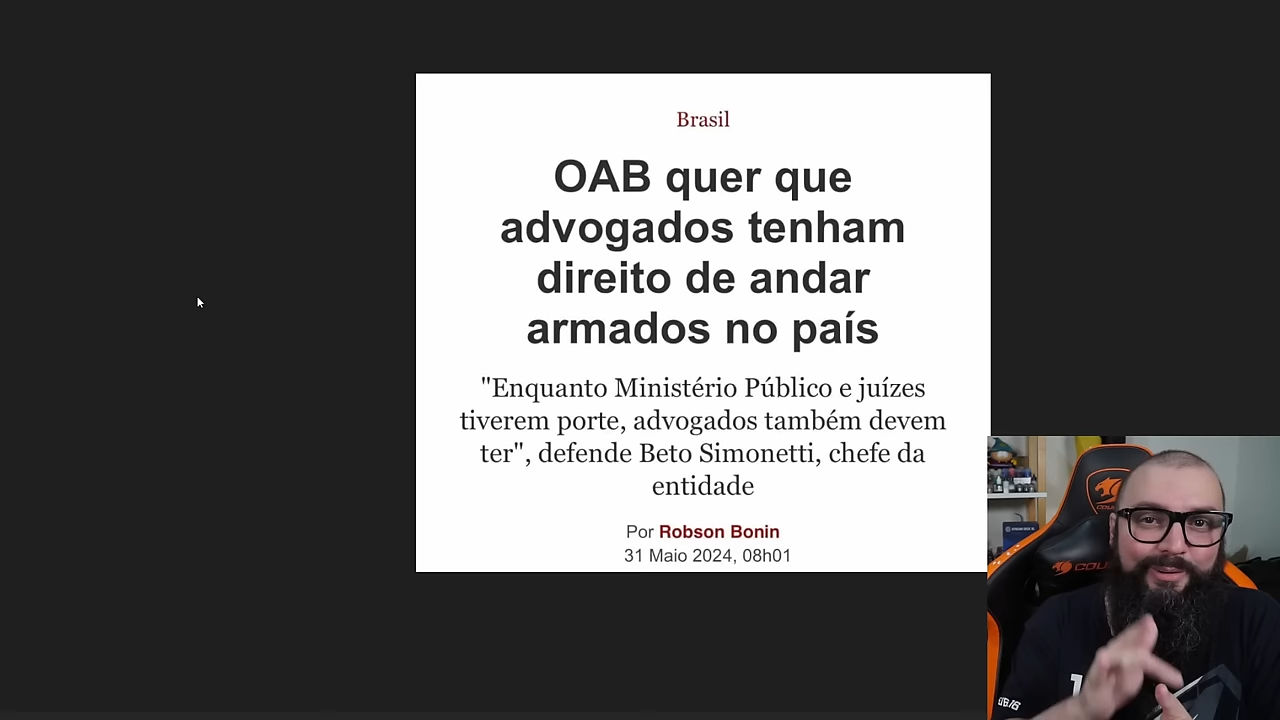 Brasil
OAB quer que
advogados tenham
direito de andar
armados no país
"Enquanto Ministério Público e juízes
tiverem porte, advogados também devem
ter", defende Beto Simonetti, chefe da
entidade
Por Robson Bonin
31 Maio 2024, 08h01